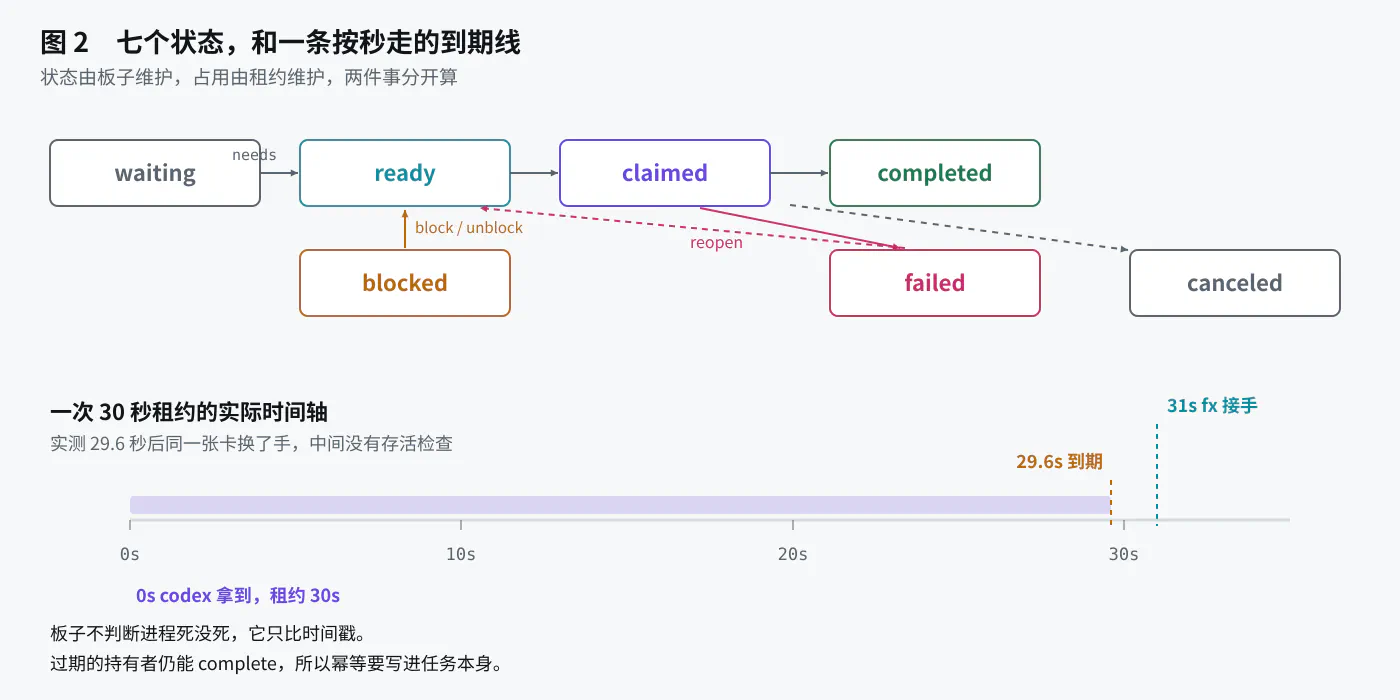 图 2 七个状态，和一条按秒走的到期线
状态由板子维护，占用由租约维护，两件事分开算
waiting
needs
ready
claimed
completed
block / unblock
reopen
blocked
failed
canceled
一次 30 秒租约的实际时间轴
实测 29.6 秒后同一张卡换了手，中间没有存活检查
31s fx 接手
29.6s 到期
0s
10s
20s
30s
0s codex 拿到，租约 30s
板子不判断进程死没死，它只比时间戳。
过期的持有者仍能 complete，所以幂等要写进任务本身。